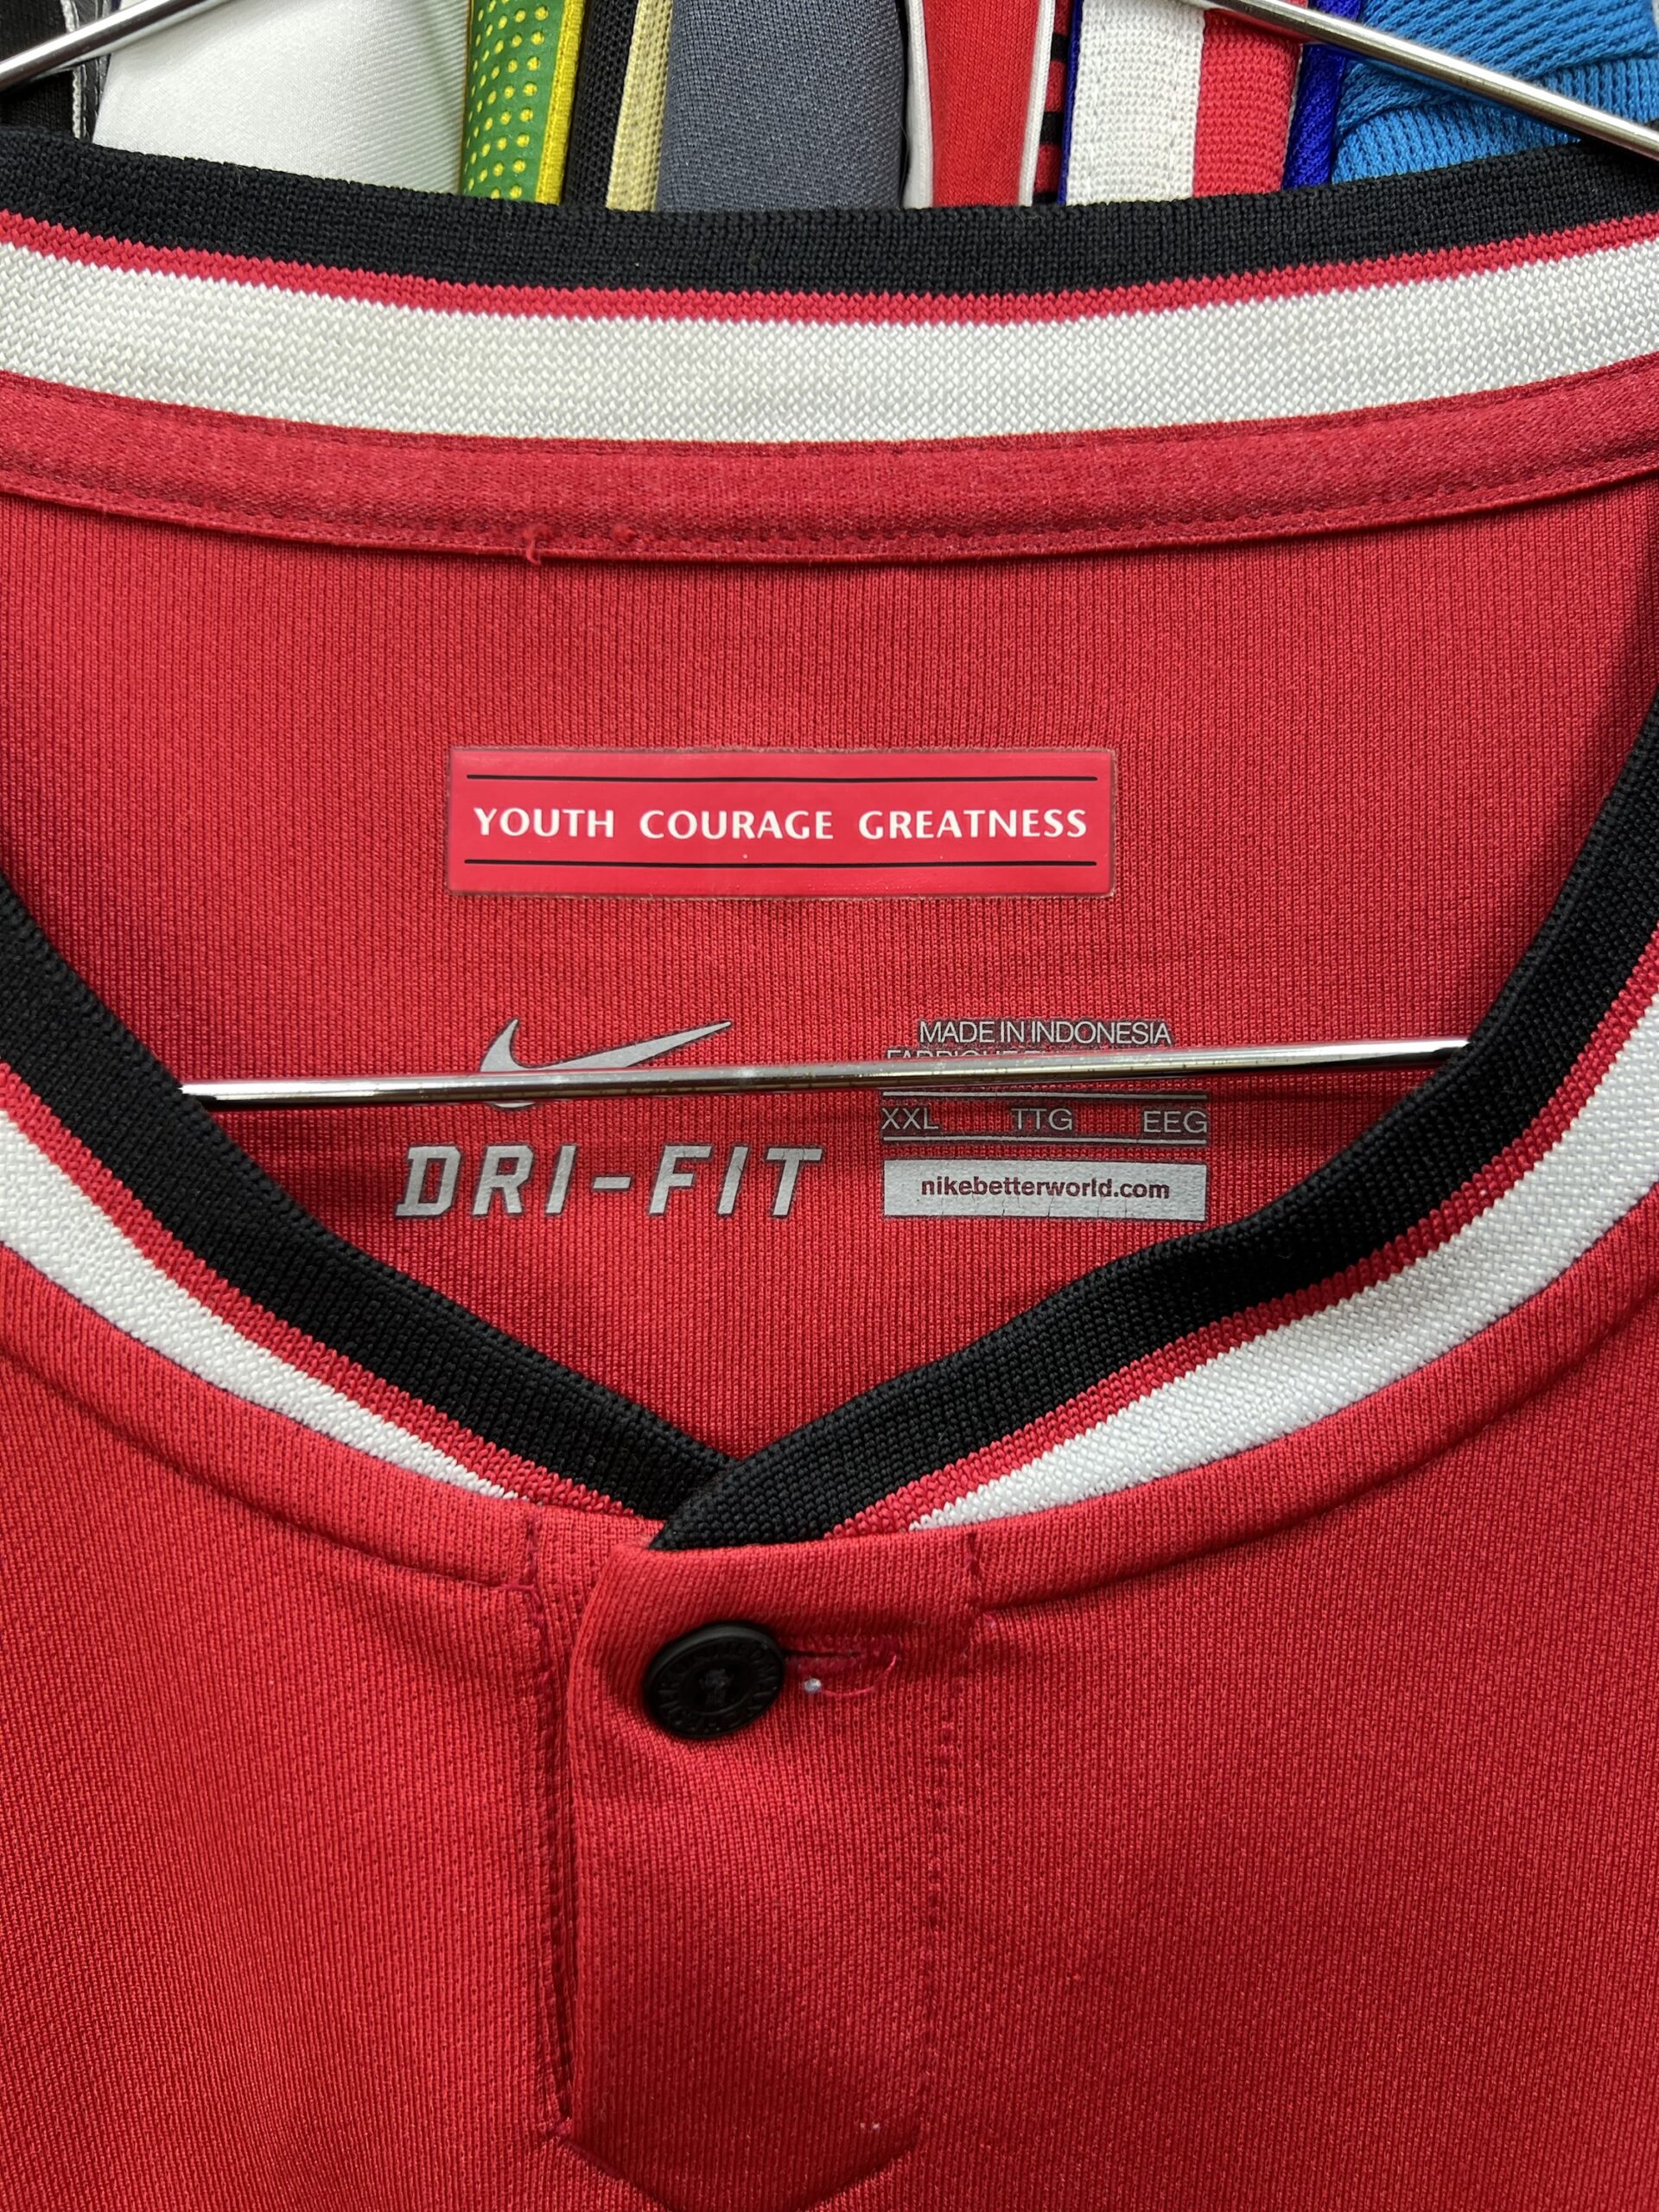 YOUTH COURAGE GREATNESS
MADE IN INDONESIA
XXL TTG EEG
DRI-FIT
nikebetterworld.com